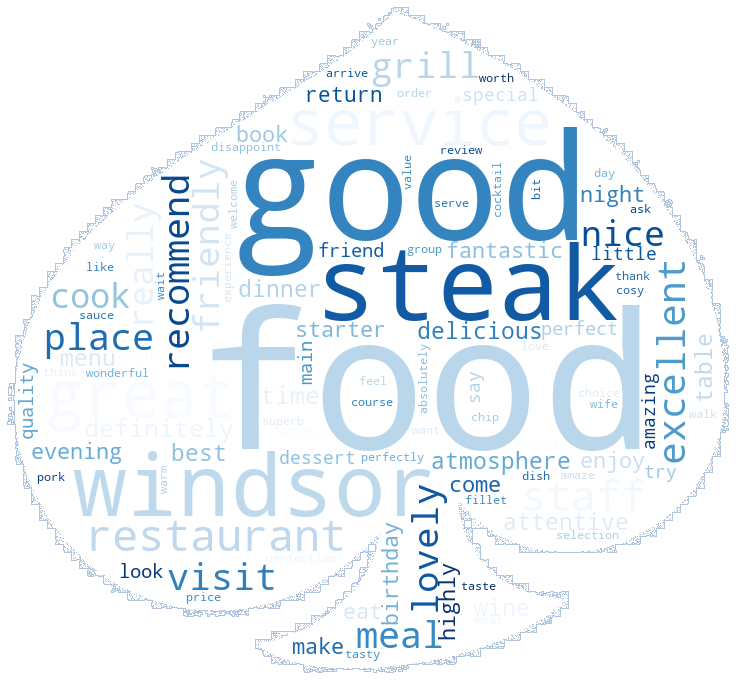 year
grill
worth
arrive
return
order
special
service
book
disappoint
review
good
value
cocktail
bit
day
night
serve
ask
welcome
friendly
recommend
really
experience
wait
way
like
friend
group
fantastic
nice
little
thank
cosy
steak
cook
dinner
sauce
place
starter
delicious
perfect
menu
main
food
love
excellent
table
think
wonderful
feel
absolutely
say
choice
amazing
walk
quality
great
time
course
wife
definitely
superb
chip
want
evening
best
dessert
perfectly
atmosphere
enjoy
try
pork
warm
windsor
come
dish
amaze
fillet
staff
restaurant
attentive
selection
lovely
birthday
perfection
look
visit
highly
taste
price
eat
wine
meat
make
meal
tasty